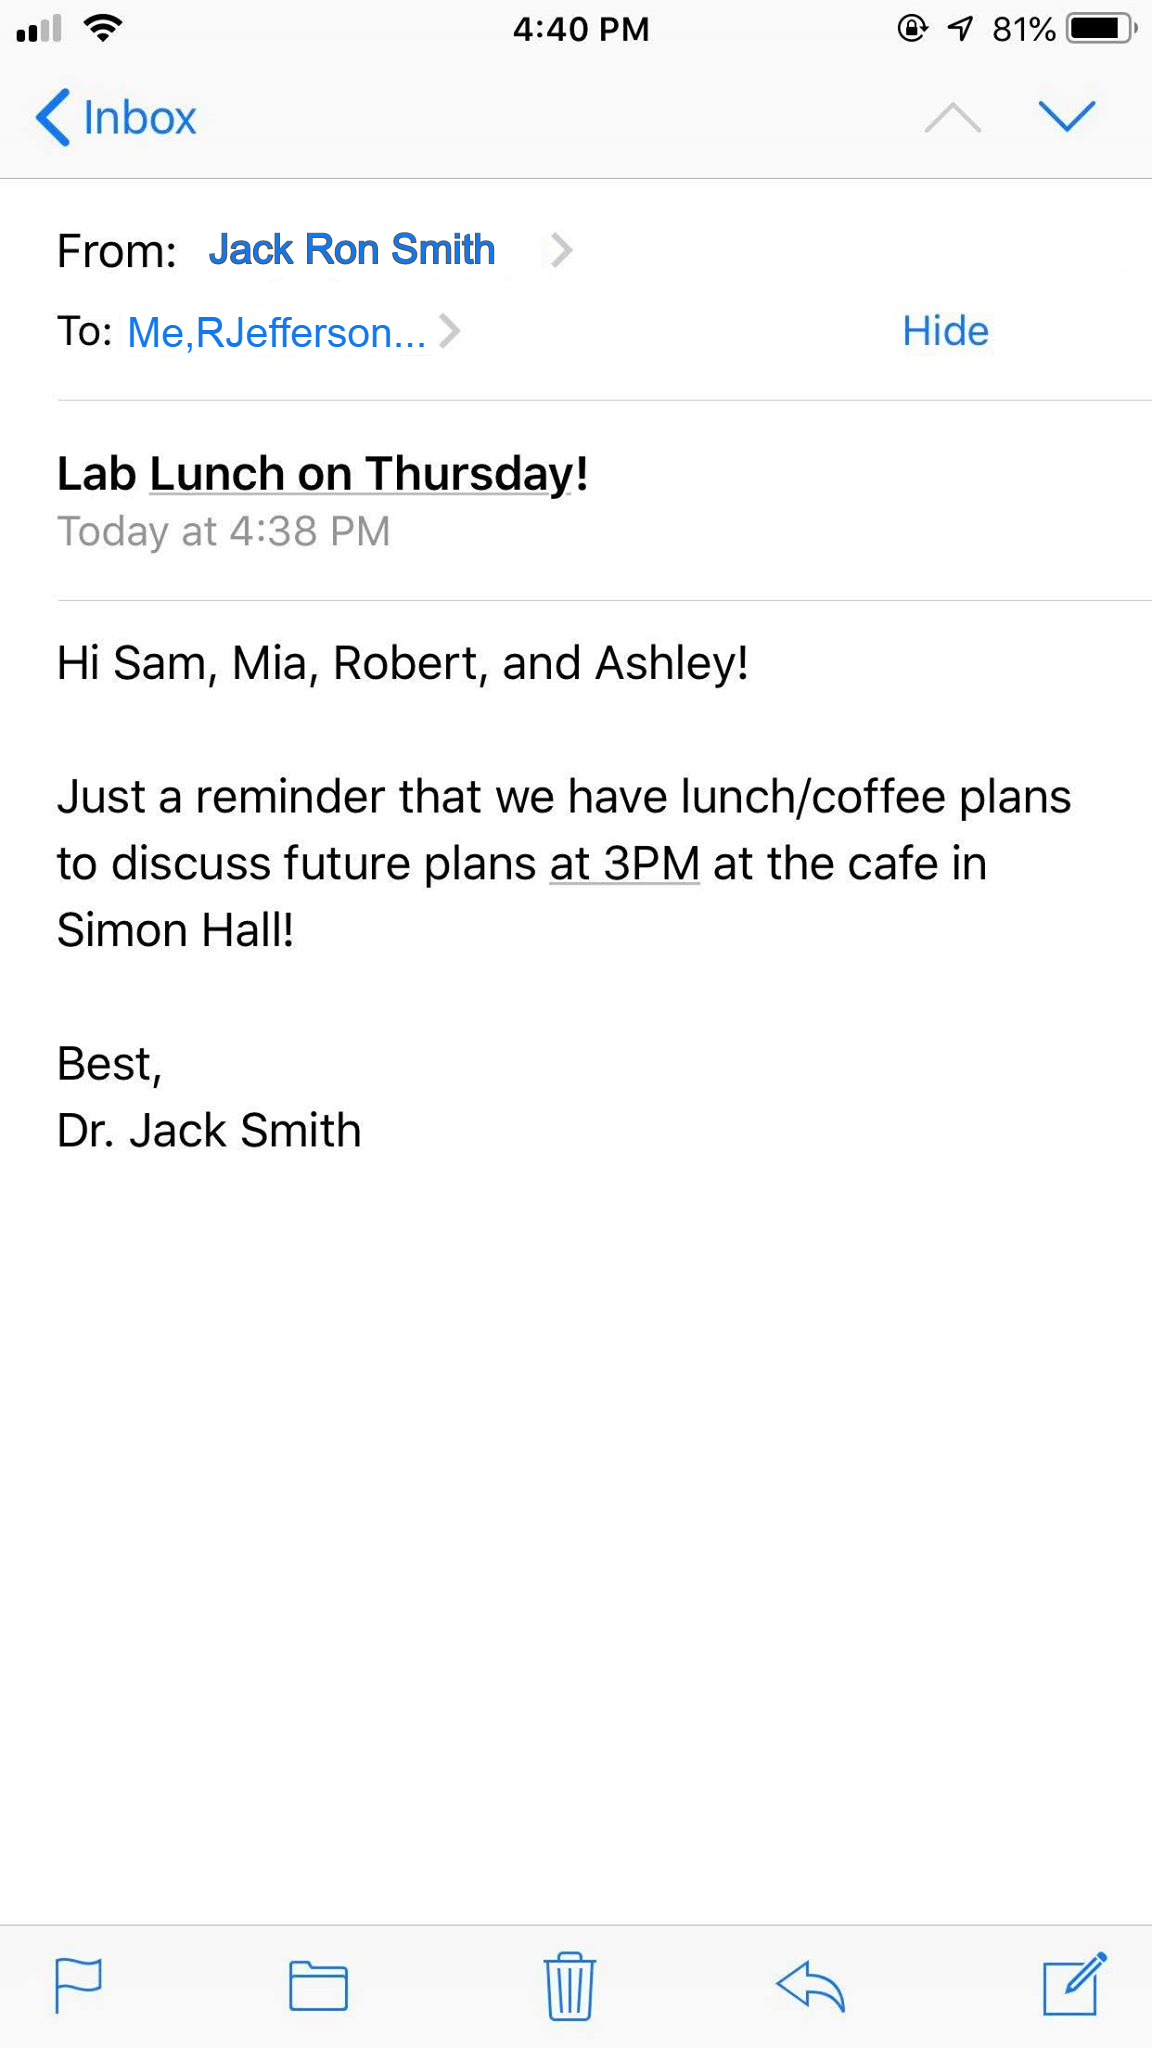 4:40 PM
81%
Inbox
From: Jack Ron Smith
To: Me,RJefferson...
Hide
Lab Lunch on Thursday!
Today at 4:38 PM
Hi Sam, Mia, Robert, and Ashley!
Just a reminder that we have lunch/coffee plans
to discuss future plans at 3PM at the cafe in
Simon Hall!
Best,
Dr. Jack Smith